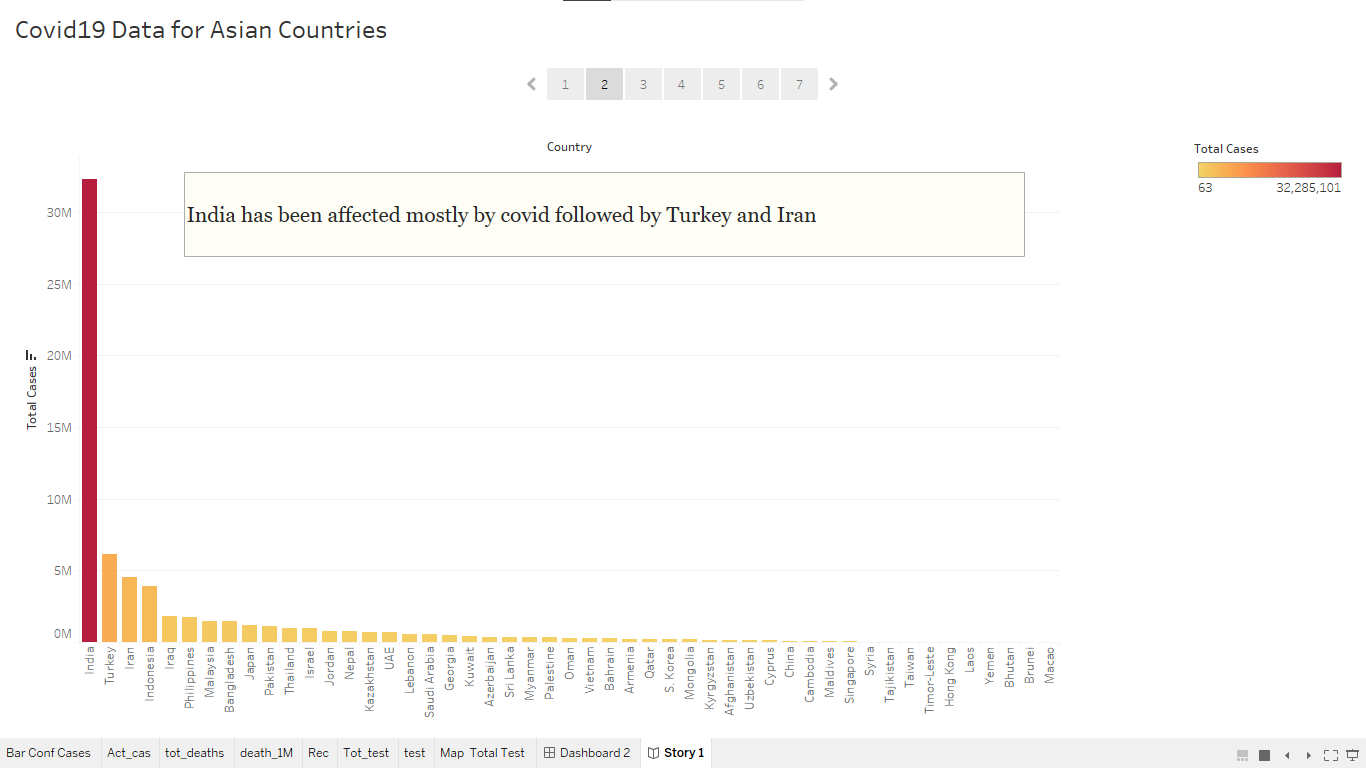 Covid19 Data for Asian Countries
1 2 3 4 5 6 7
Country
Total Cases
63 32,285,101
India has been affected mostly by covid followed by Turkey and Iran
Total Cases
30M
25M
20M
15M
10M
5M
0M
India
Turkey
Iran
Indonesia
Iraq
Philippines
Malaysia
Bangladesh
Japan
Pakistan
Thailand
Israel
Jordan
Nepal
Kazakhstan
UAE
Lebanon
Saudi Arabia
Georgia
Kuwait
Azerbaijan
Sri Lanka
Myanmar
Palestine
Oman
Vietnam
Bahrain
Armenia
Qatar
S. Korea
Mongolia
Kyrgyzstan
Afghanistan
Uzbekistan
Cyprus
China
Cambodia
Maldives
Singapore
Syria
Tajikistan
Taiwan
Timor-Leste
Hong Kong
Laos
Yemen
Bhutan
Brunei
Macao
Bar Conf Cases Act_cas tot_deaths death_1M Rec Tot_test test Map Total Test Dashboard 2 Story 1